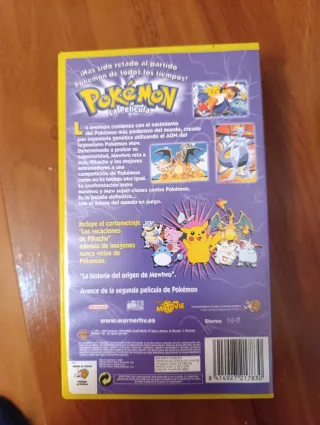 ¡Has sido retado al partido
Pokémon de todos los tiempos!
POKÉMON
La Película
La aventura comienza con el nacimiento
del Pokémon más poderoso del mundo, creado
por ingeniería genética utilizando el ADN del
legendario Pokémon Mew.
Determinado a probar su
superioridad, Mewtwo reta a
Ash, Pikachu y los mejores
entrenadores a una
competición de Pokémon
como no ha habido otra igual.
La confrontación entre
Mewtwo y Mew súper-clones contra Pokémon.
Es la batalla definitiva...
con el futuro del mundo en juego.
Incluye el cortometraje
"Las vacaciones
de Pikachu"
además de imágenes
nunca vistas de
Pokémon.
"La historia del origen de Mewtwo".
Avance de la segunda película de Pokémon
www.warnerhv.es
Stereo
8 414927 217830